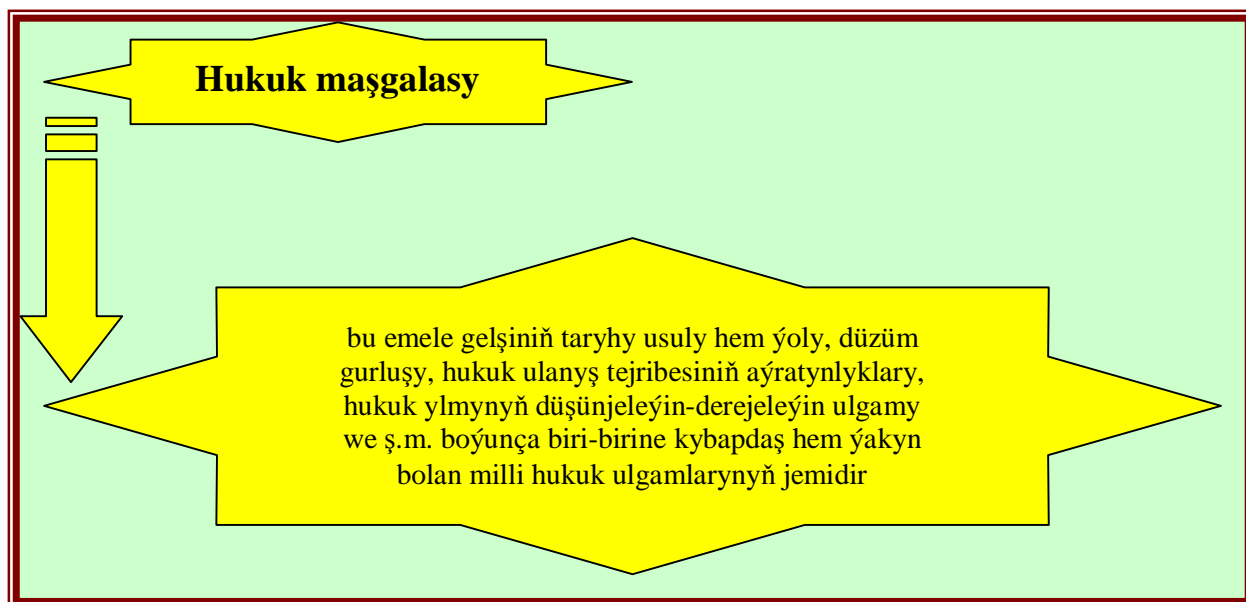 Hukuk maşgalasy
bu emele gelşiniň taryhy usuly hem ýoly, düzüm
gurluşy, hukuk ulanyş tejribesiniň aýratynlyklary,
hukuk ylmynyň düşünjeleýin-derejeleýin ulgamy
we ş.m. boýunça biri-birine kybapdaş hem ýakyn
bolan milli hukuk ulgamlarynyň jemidir